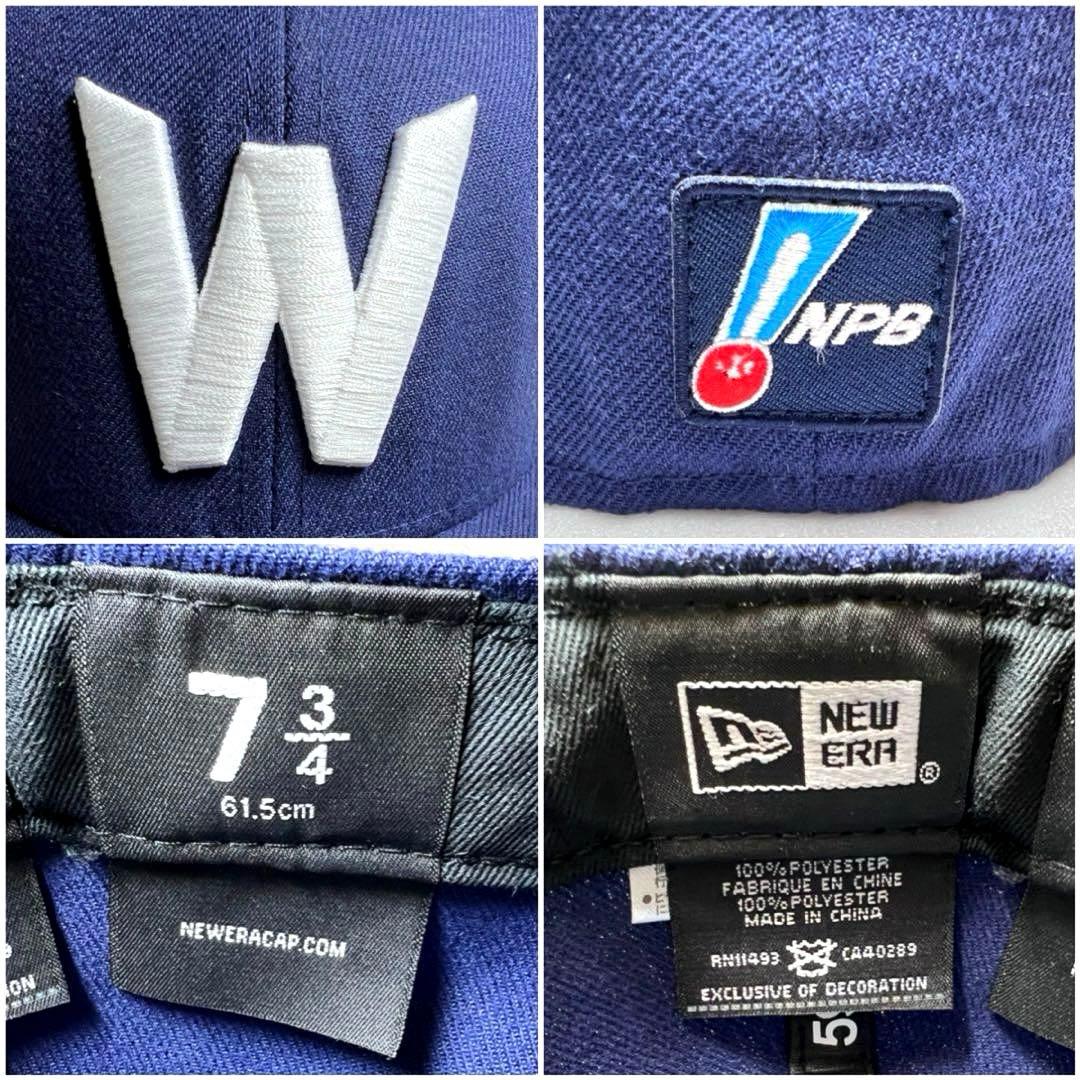 W
NPB
7 3/4
61.5cm
NEWERACAP.COM
ON
NEW
ERA
®
100% POLYESTER
FABRIQUE EN CHINE
100% POLYESTER
MADE IN CHINA
RN11493 CA40289
EXCLUSIVE OF DECORATION